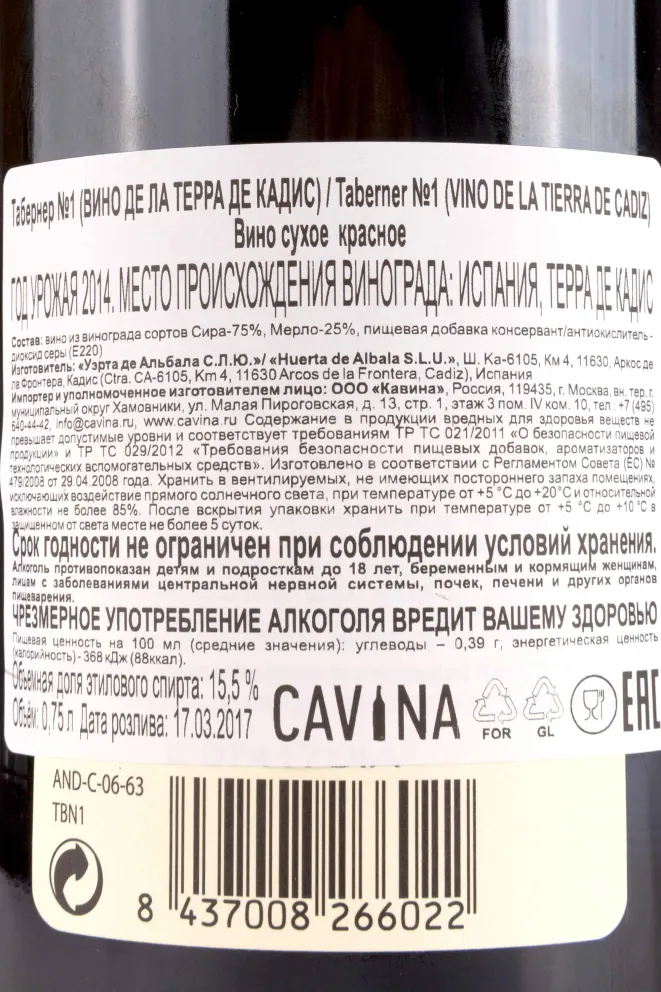 Табернер №1 (ВИНО ДЕ ЛА ТЕРРА ДЕ КАДИС) / Taberner №1 (VINO DE LA TIERRA DE CADIZ)
Вино сухое красное
ГОД УРОЖАЯ 2014. МЕСТО ПРОИСХОЖДЕНИЯ ВИНОГРАДА: ИСПАНИЯ, ТЕРРА ДЕ КАДИС
Состав: вино из винограда сортов Сира-75%, Мерло-25%, пищевая добавка консервант/антиокислитель -
диоксид серы (Е220)
Изготовитель: «Уэрта де Альбала С.Л.Ю.»/ «Huerta de Albala S.L.U.», Ш. Ка-6105, Км 4, 11630, Аркос де
ла Фронтера, Кадис (Ctra. CA-6105, Km 4, 11630 Arcos de la Frontera, Cadiz), Испания
Импортер и уполномоченное изготовителем лицо: ООО «Кавина», Россия, 119435, г. Москва, вн. тер. г.
муниципальный округ Хамовники, ул. Малая Пироговская, д. 13, стр. 1, этаж 3 пом. IV ком. 10, тел.: +7 (495)
640-44-42, info@cavina.ru, www.cavina.ru Содержание в продукции вредных для здоровья веществ не
превышает допустимые уровни и соответствует требованиям ТР ТС 021/2011 «О безопасности пищевой
продукции» и ТР ТС 029/2012 «Требования безопасности пищевых добавок, ароматизаторов и
технологических вспомогательных средств». Изготовлено в соответствии с Регламентом Совета (ЕС) №
479/2008 от 29.04.2008 года. Хранить в вентилируемых, не имеющих постороннего запаха помещениях,
исключающих воздействие прямого солнечного света, при температуре от +5 °С до +20°С и относительной
влажности не более 85%. После вскрытия упаковки хранить при температуре от +5 °С до +10 °С в
защищенном от света месте не более 5 суток.
Срок годности не ограничен при соблюдении условий хранения.
Алкоголь противопоказан детям и подросткам до 18 лет, беременным и кормящим женщинам,
лицам с заболеваниями центральной нервной системы, почек, печени и других органов
пищеварения.
ЧРЕЗМЕРНОЕ УПОТРЕБЛЕНИЕ АЛКОГОЛЯ ВРЕДИТ ВАШЕМУ ЗДОРОВЬЮ
Пищевая ценность на 100 мл (средние значения): углеводы – 0,39 г; энергетическая ценность
(калорийность) - 368 кДж (88ккал).
Объемная доля этилового спирта: 15,5 %
Объём: 0,75 л Дата розлива: 17.03.2017
CAVINA
FOR GL
EAC
AND-C-06-63
TBN1
8 437008 266022